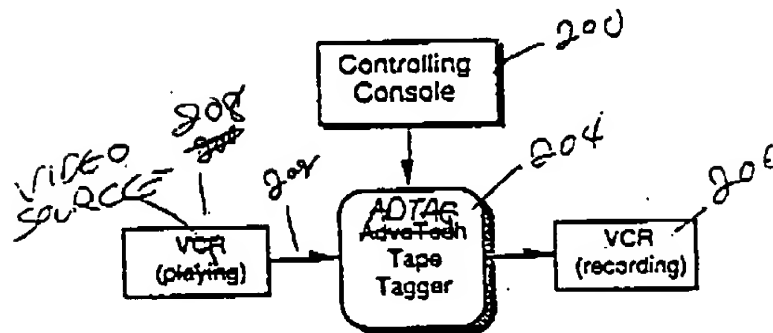 200
Controlling
Console
208
VIDEO
SOURCE
202
204
206
VCR
(playing)
ADTAG
AdvaTech
Tape
Tagger
VCR
(recording)